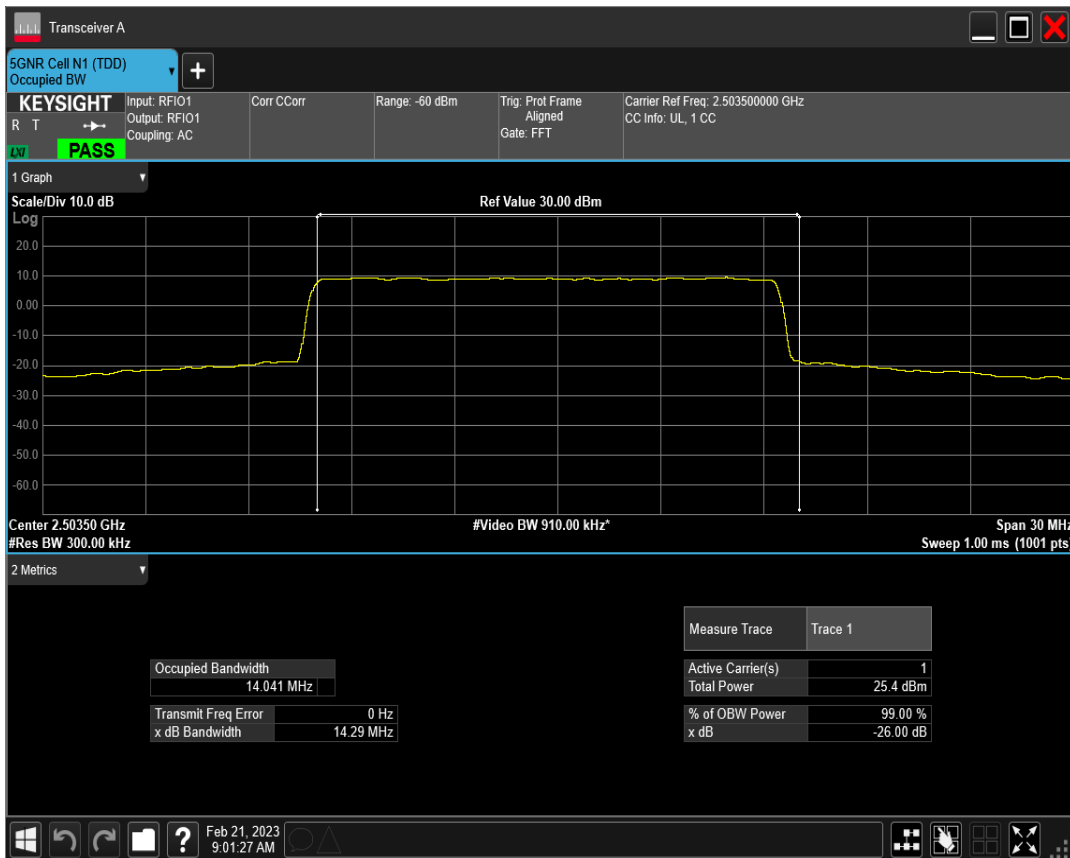 Transceiver A
5GNR Cell N1 (TDD)
Occupied BW
+
KEYSIGHT
R T
LXI
PASS
Input: RFIO1
Output: RFIO1
Coupling: AC
Corr CCorr
Range: -60 dBm
Trig: Prot Frame
Aligned
Gate: FFT
Carrier Ref Freq: 2.503500000 GHz
CC Info: UL, 1 CC
1 Graph
Scale/Div 10.0 dB
Ref Value 30.00 dBm
Log
20.0
10.0
0.00
-10.0
-20.0
-30.0
-40.0
-50.0
-60.0
Center 2.50350 GHz
#Video BW 910.00 kHz*
Span 30 MHz
#Res BW 300.00 kHz
Sweep 1.00 ms (1001 pts)
2 Metrics
Measure Trace Trace 1
Occupied Bandwidth
14.041 MHz
Active Carrier(s) 1
Total Power 25.4 dBm
Transmit Freq Error 0 Hz
x dB Bandwidth 14.29 MHz
% of OBW Power 99.00 %
x dB -26.00 dB
?
Feb 21, 2023
9:01:27 AM